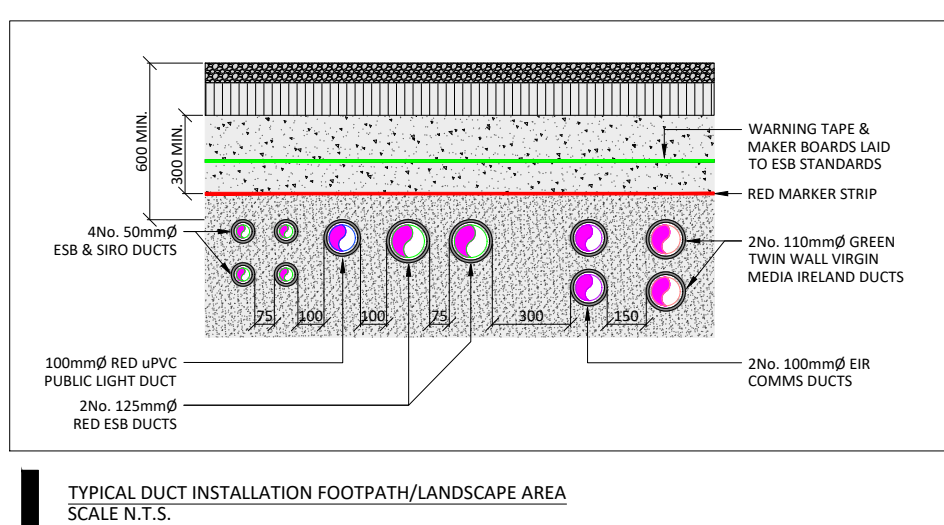 600 MIN.
300 MIN.
WARNING TAPE &
MAKER BOARDS LAID
TO ESB STANDARDS
RED MARKER STRIP
4No. 50mmØ
ESB & SIRO DUCTS
2No. 110mmØ GREEN
TWIN WALL VIRGIN
MEDIA IRELAND DUCTS
75
100
100
75
300
150
100mmØ RED uPVC
PUBLIC LIGHT DUCT
2No. 125mmØ
RED ESB DUCTS
2No. 100mmØ EIR
COMMS DUCTS
TYPICAL DUCT INSTALLATION FOOTPATH/LANDSCAPE AREA
SCALE N.T.S.